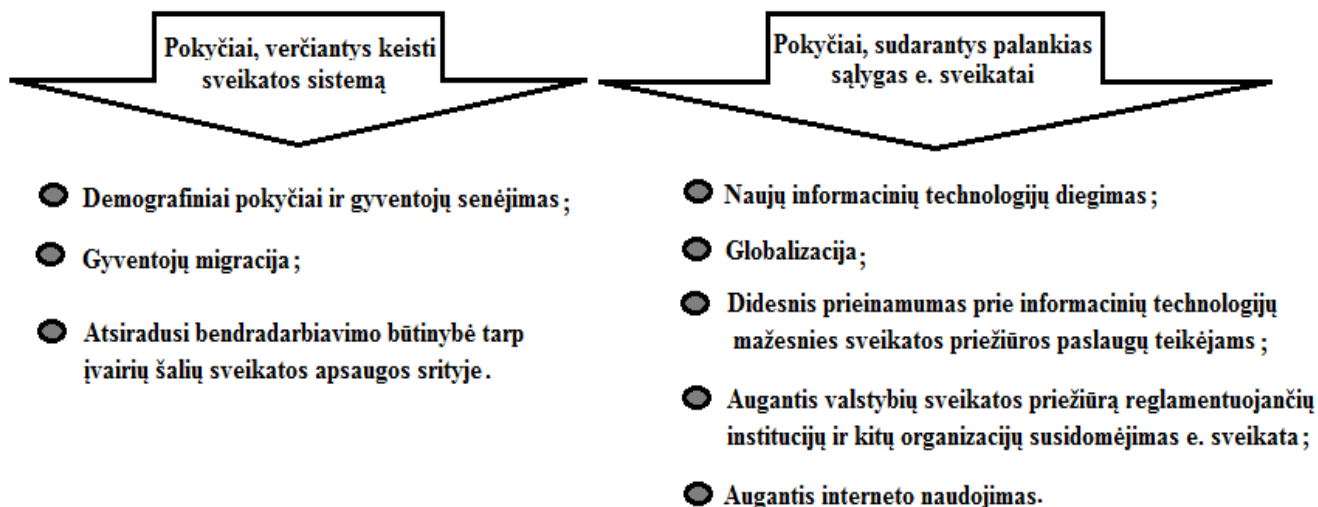 Pokyčiai, verčiantys keisti
sveikatos sistemą
Demografiniai pokyčiai ir gyventojų senėjimas;
Gyventojų migracija;
Atsiradusi bendradarbiavimo būtinybė tarp
įvairių šalių sveikatos apsaugos srityje.
Pokyčiai, sudarantys palankias
sąlygas e. sveikatai
Naujų informacinių technologijų diegimas;
Globalizacija;
Didesnis prieinamumas prie informacinių technologijų
mažesnies sveikatos priežiūros paslaugų teikėjams;
Augantis valstybių sveikatos priežiūrą reglamentuojančių
institucijų ir kitų organizacijų susidomėjimas e. sveikata;
Augantis interneto naudojimas.